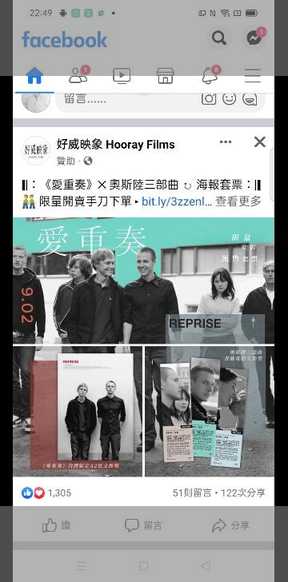 22:49
facebook
留言......
好威映象 Hooray Films
贊助
：《愛重奏》╳ 奧斯陸三部曲 海報套票：
限量開賣手刀下單 bit.ly/3zzenl... 查看更多
愛重奏
9.02
REPRISE
REPRISE
1,305
51則留言・122次分享
讚
留言
分享